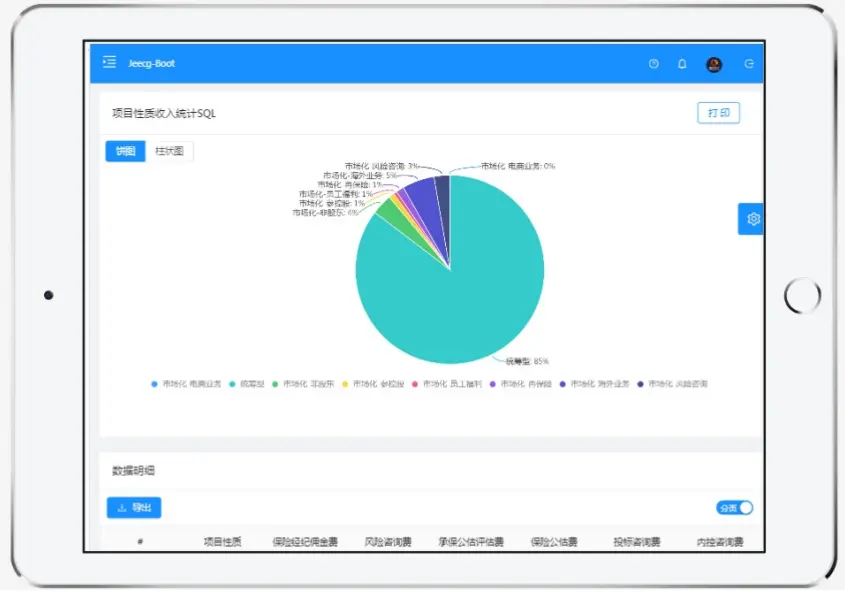 Jeecg-Boot
项目性质收入统计SQL
打印
饼图 柱状图
市场化 风险咨询: 3%
市场化 电商业务: 0%
市场化-海外业务: 5%
市场化 再保险: 1%
市场化-员工福利: 1%
市场化 参控股: 1%
市场化-非股东: 4%
统筹型: 85%
市场化 电商业务 统筹型 市场化 非股东 市场化 参控股 市场化 员工福利 市场化 再保险 市场化 海外业务 市场化 风险咨询
数据明细
导出
分页
# 项目性质 保险经纪佣金费 风险咨询费 承保公估评估费 保险公估费 投标咨询费 内控咨询费